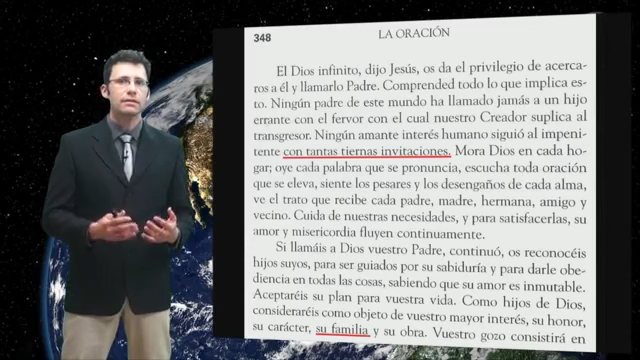 348 LA ORACIÓN
El Dios infinito, dijo Jesús, os da el privilegio de acerca-
ros a él y llamarlo Padre. Comprended todo lo que implica es-
to. Ningún padre de este mundo ha llamado jamás a un hijo
errante con el fervor con el cual nuestro Creador suplica al
transgresor. Ningún amante interés humano siguió al impeni-
tente con tantas tiernas invitaciones. Mora Dios en cada ho-
gar; oye cada palabra que se pronuncia, escucha toda oración
que se eleva, siente los pesares y los desengaños de cada alma,
ve el trato que recibe cada padre, madre, hermana, amigo y
vecino. Cuida de nuestras necesidades, y para satisfacerlas, su
amor y misericordia fluyen continuamente.
Si llamáis a Dios vuestro Padre, continuó, os reconocéis
hijos suyos, para ser guiados por su sabiduría y para darle obe-
diencia en todas las cosas, sabiendo que su amor es inmutable.
Aceptaréis su plan para vuestra vida. Como hijos de Dios,
consideraréis como objeto de vuestro mayor interés, su honor,
su carácter, su familia y su obra. Vuestro gozo consistirá en